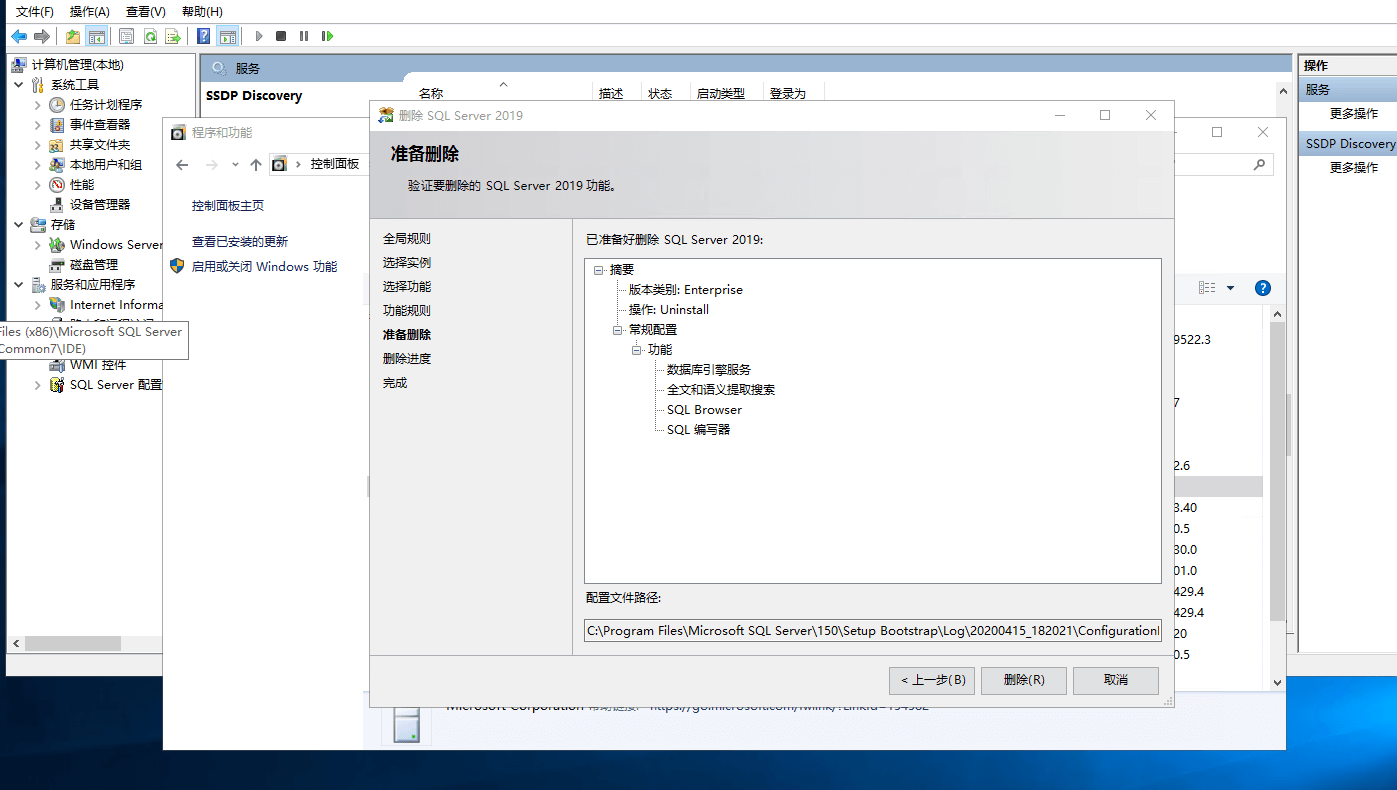 文件(F) 操作(A) 查看(V) 帮助(H)
计算机管理(本地)
系统工具
任务计划程序
事件查看器
共享文件夹
本地用户和组
性能
设备管理器
存储
Windows Server
磁盘管理
服务和应用程序
Internet Informa
Files (x86)\Microsoft SQL Server
Common7\IDE)
WMI 控件
SQL Server 配置
服务
SSDP Discovery
名称 描述 状态 启动类型 登录为
程序和功能
控制面板
控制面板主页
查看已安装的更新
启用或关闭 Windows 功能
删除 SQL Server 2019
准备删除
验证要删除的 SQL Server 2019 功能。
全局规则
选择实例
选择功能
功能规则
准备删除
删除进度
完成
已准备好删除 SQL Server 2019:
摘要
版本类别: Enterprise
操作: Uninstall
常规配置
功能
数据库引擎服务
全文和语义提取搜索
SQL Browser
SQL 编写器
配置文件路径:
C:\Program Files\Microsoft SQL Server\150\Setup Bootstrap\Log\20200415_182021\Configuration
< 上一步(B) 删除(R) 取消
9522.3
7
2.6
3.40
0.5
30.0
01.0
429.4
429.4
20
0.5
操作
服务
更多操作
SSDP Discovery
更多操作